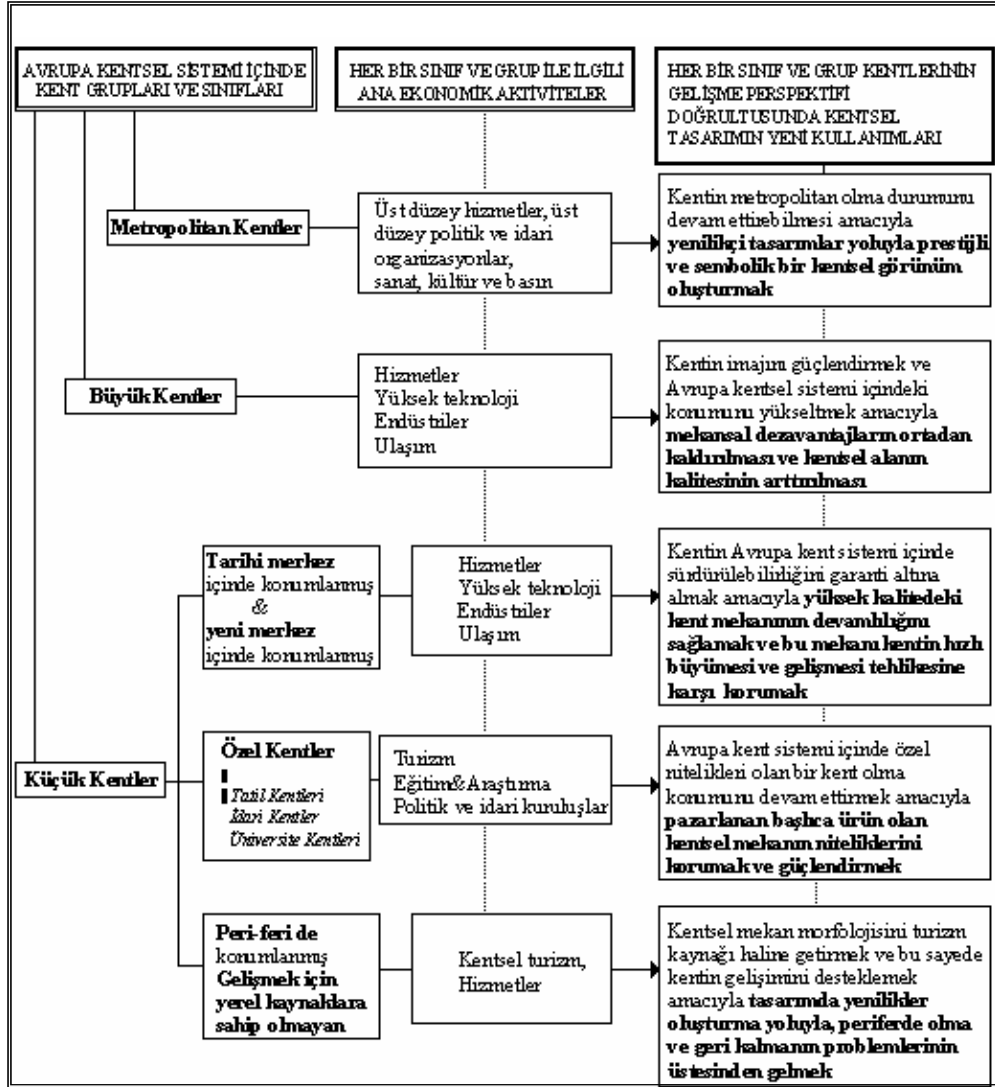 AVRUPA KENTSEL SİSTEMİ İÇİNDE
KENT GRUPLARI VE SINIFLARI
HER BİR SINIF VE GRUP İLE İLGİLİ
ANA EKONOMİK AKTİVİTELER
HER BİR SINIF VE GRUP KENTLERİNİN
GELİŞME PERSPEKTİFİ
DOĞRULTUSUNDA KENTSEL
TASARIMIN YENİ KULLANIMLARI
Metropolitan Kentler
Üst düzey hizmetler, üst
düzey politik ve idari
organizasyonlar,
sanat, kültür ve basın
Kentin metropolitan olma durumunu
devam ettirebilmesi amacıyla
yenilikçi tasarımlar yoluyla prestijli
ve sembolik bir kentsel görünüm
oluşturmak
Büyük Kentler
Hizmetler
Yüksek teknoloji
Endüstriler
Ulaşım
Kentin imajını güçlendirmek ve
Avrupa kentsel sistemi içindeki
konumunu yükseltmek amacıyla
mekansal dezavantajların ortadan
kaldırılması ve kentsel alanın
kalitesinin arttırılması
Küçük Kentler
Tarihi merkez
içinde konumlanmış
&
yeni merkez
içinde konumlanmış
Hizmetler
Yüksek teknoloji
Endüstriler
Ulaşım
Kentin Avrupa kent sistemi içinde
sürdürülebilirliğini garanti altına
almak amacıyla yüksek kalitedeki
kent mekanının devamlılığını
sağlamak ve bu mekanı kentin hızlı
büyümesi ve gelişmesi tehlikesine
karşı korumak
Özel Kentler
Tatil Kentleri
İdari Kentler
Üniversite Kentleri
Turizm
Eğitim&Araştırma
Politik ve idari kuruluşlar
Avrupa kent sistemi içinde özel
nitelikleri olan bir kent olma
konumunu devam ettirmek amacıyla
pazarlanan başlıca ürün olan
kentsel mekanın niteliklerini
korumak ve güçlendirmek
Peri-feri de
konumlanmış
Gelişmek için
yerel kaynaklara
sahip olmayan
Kentsel turizm,
Hizmetler
Kentsel mekan morfolojisini turizm
kaynağı haline getirmek ve bu sayede
kentin gelişimini desteklemek
amacıyla tasarımda yenilikler
oluşturma yoluyla, periferde olma
ve geri kalmanın problemlerinin
üstesinden gelmek